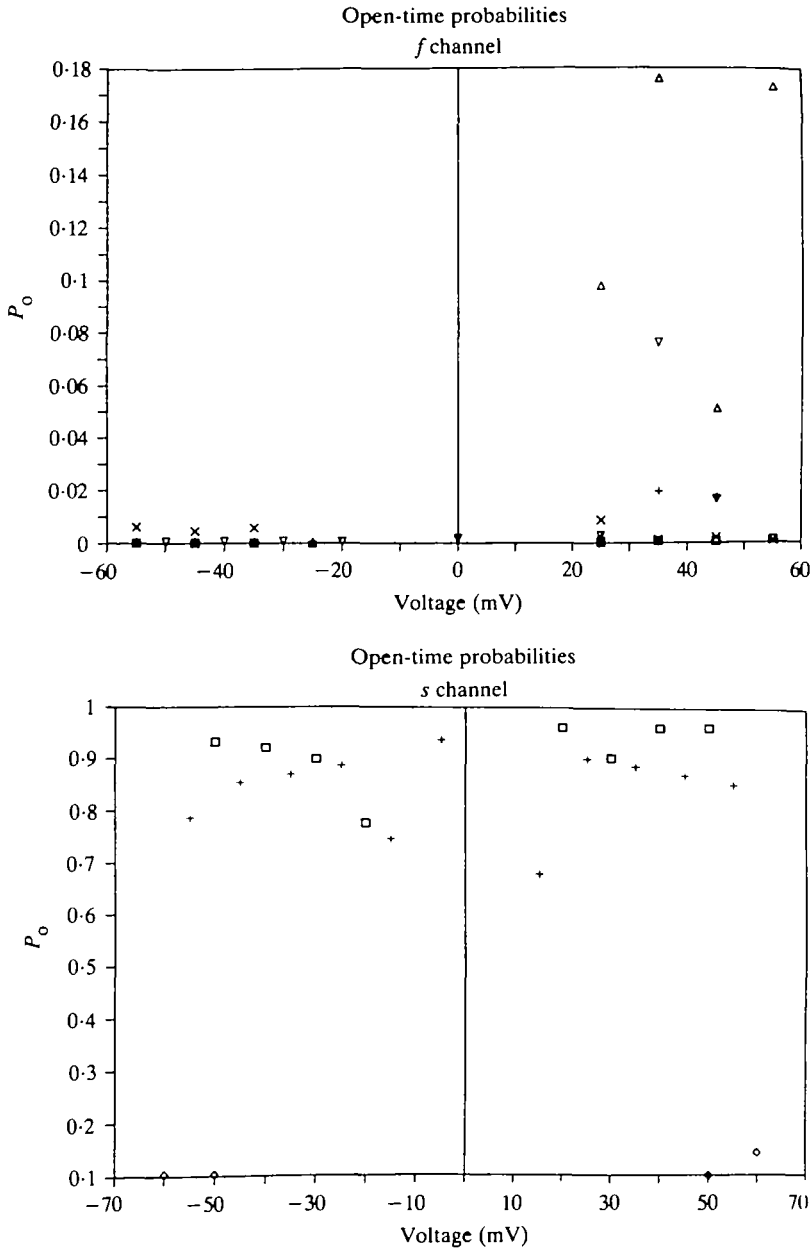 Open-time probabilities
f channel
0·18
0·16
0·14
0·12
0·1
0·08
0·06
0·04
0·02
0
P₀
−60 −40 −20 0 20 40 60
Voltage (mV)
Open-time probabilities
s channel
1
0·9
0·8
0·7
0·6
0·5
0·4
0·3
0·2
0·1
P₀
−70 −50 −30 −10 10 30 50 70
Voltage (mV)